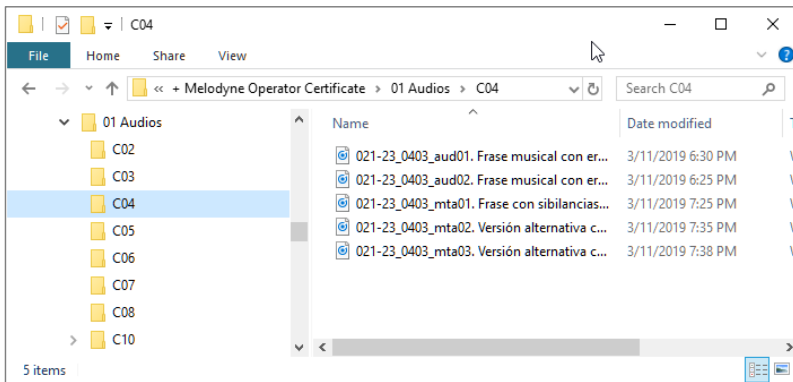 C04
File Home Share View
« + Melodyne Operator Certificate › 01 Audios › C04 Search C04
01 Audios Name Date modified
C02 021-23_0403_aud01. Frase musical con er... 3/11/2019 6:30 PM
C03 021-23_0403_aud02. Frase musical con er... 3/11/2019 6:25 PM
C04 021-23_0403_mta01. Frase con sibilancias... 3/11/2019 7:25 PM
C05 021-23_0403_mta02. Versión alternativa c... 3/11/2019 7:35 PM
C06 021-23_0403_mta03. Versión alternativa c... 3/11/2019 7:38 PM
C07
C08
C10
5 items